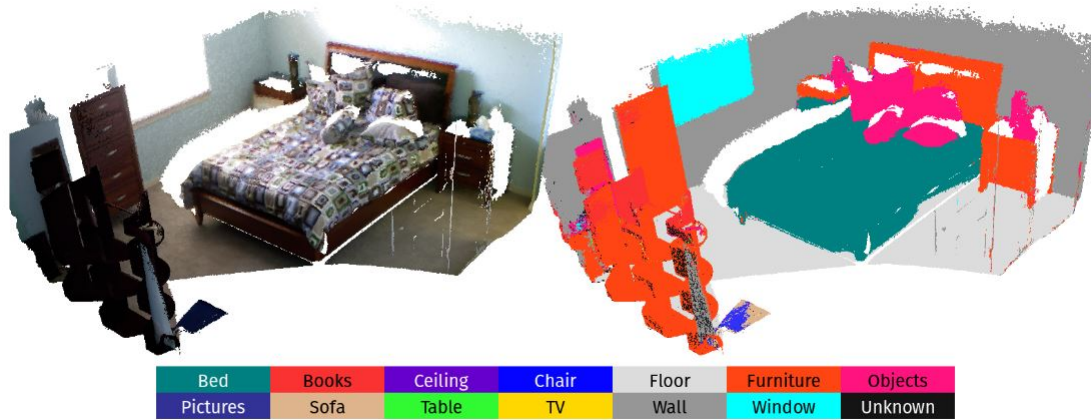 Bed Books Ceiling Chair Floor Furniture Objects
Pictures Sofa Table TV Wall Window Unknown